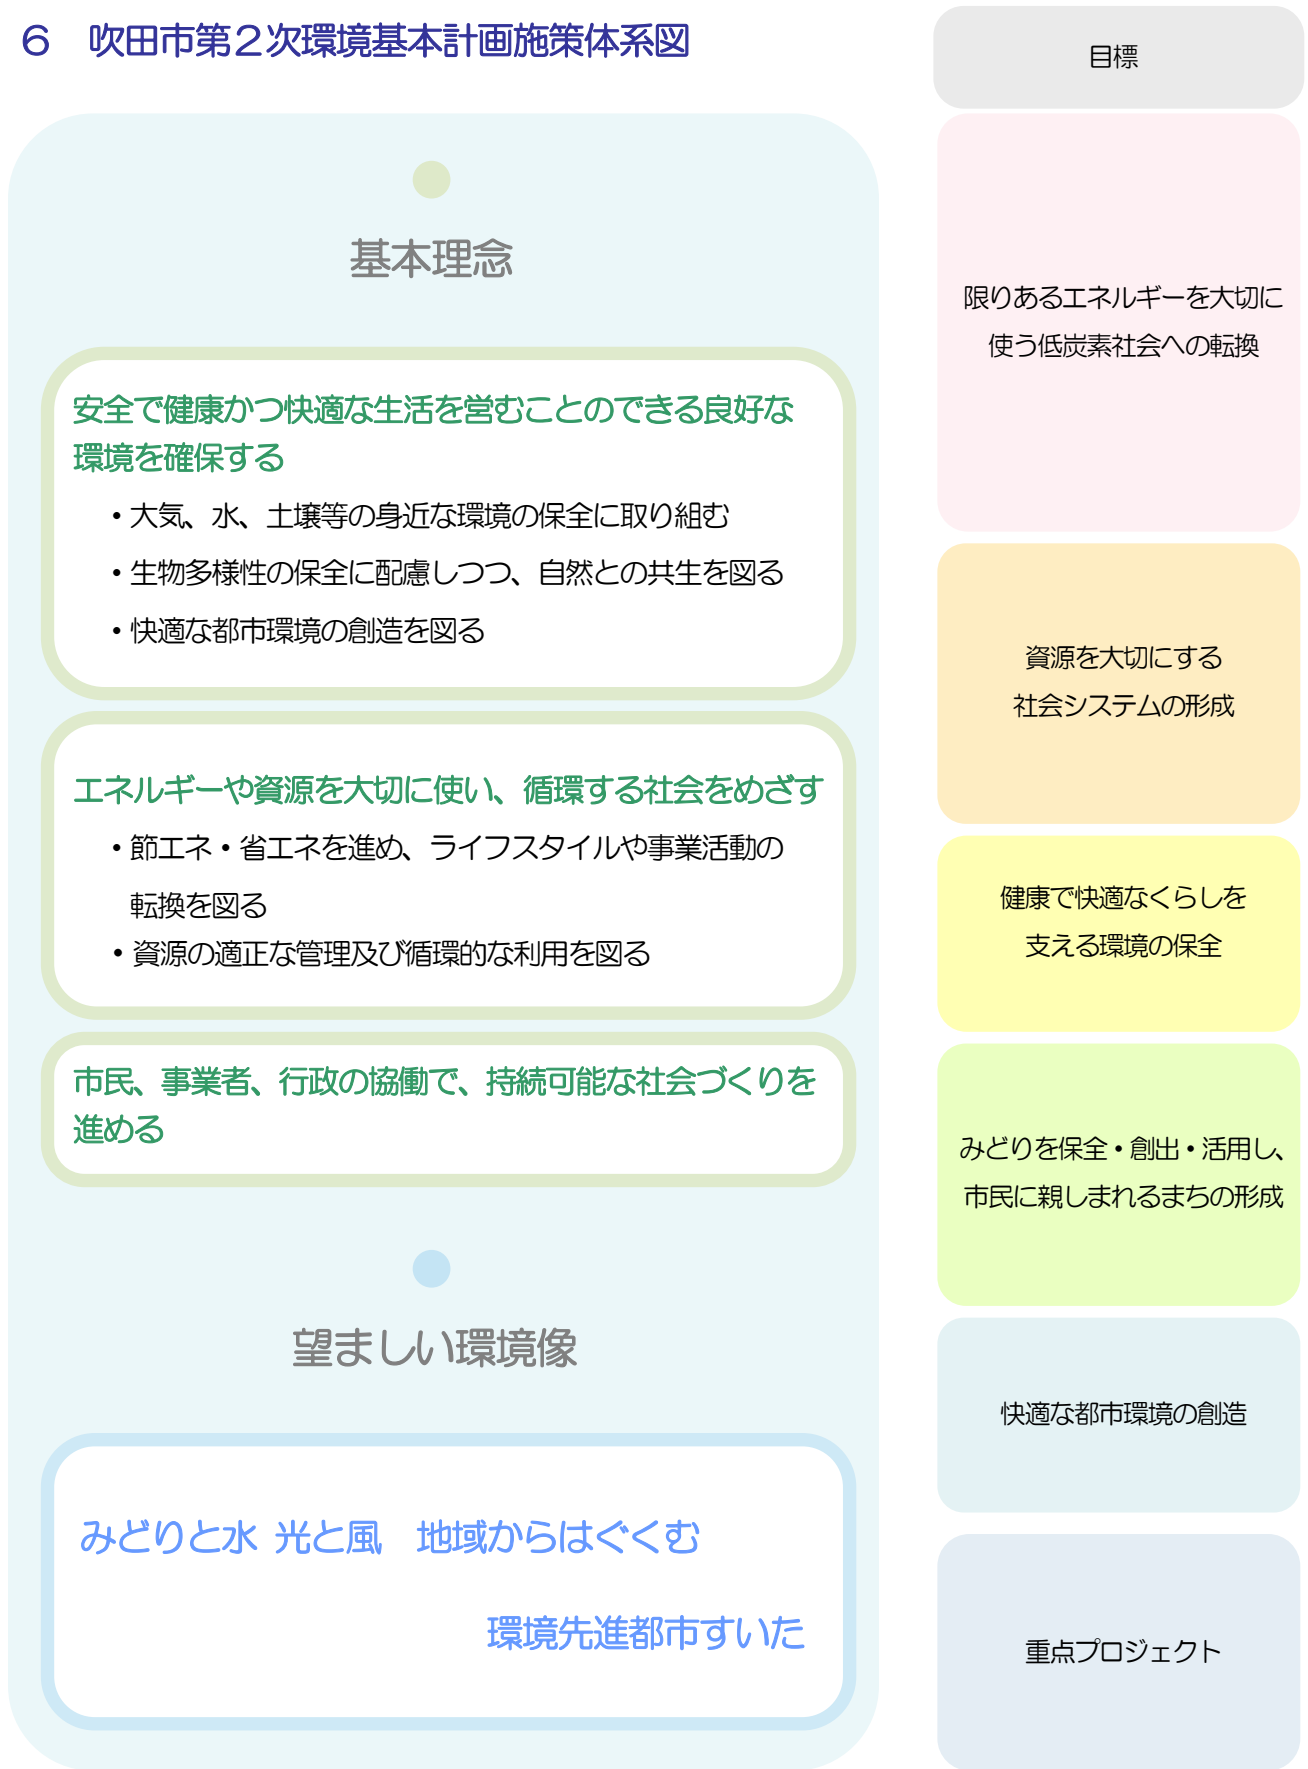 6　吹田市第２次環境基本計画施策体系図
基本理念
安全で健康かつ快適な生活を営むことのできる良好な
環境を確保する
・大気、水、土壌等の身近な環境の保全に取り組む
・生物多様性の保全に配慮しつつ、自然との共生を図る
・快適な都市環境の創造を図る
エネルギーや資源を大切に使い、循環する社会をめざす
・節エネ・省エネを進め、ライフスタイルや事業活動の
転換を図る
・資源の適正な管理及び循環的な利用を図る
市民、事業者、行政の協働で、持続可能な社会づくりを
進める
望ましい環境像
みどりと水 光と風　地域からはぐくむ
環境先進都市すいた
目標
限りあるエネルギーを大切に
使う低炭素社会への転換
資源を大切にする
社会システムの形成
健康で快適なくらしを
支える環境の保全
みどりを保全・創出・活用し、
市民に親しまれるまちの形成
快適な都市環境の創造
重点プロジェクト